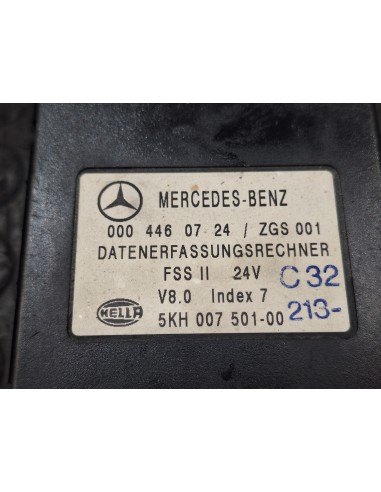 MERCEDES-BENZ
000 446 07 24 / ZGS 001
DATENERFASSUNGSRECHNER
FSS II 24V
C 32
V8.0 Index 7
213-
HELLA
5KH 007 501-00